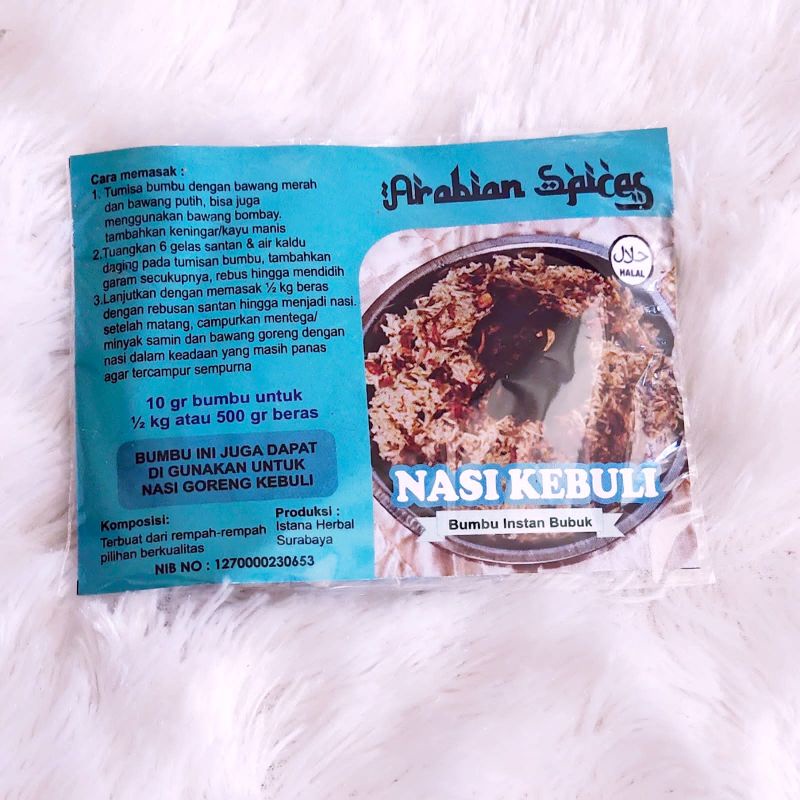 Cara memasak :
1. Tumisa bumbu dengan bawang merah
dan bawang putih, bisa juga
menggunakan bawang bombay.
tambahkan keningar/kayu manis
2.Tuangkan 6 gelas santan & air kaldu
daging pada tumisan bumbu, tambahkan
garam secukupnya, rebus hingga mendidih
3.Lanjutkan dengan memasak ½ kg beras
dengan rebusan santan hingga menjadi nasi.
setelah matang, campurkan mentega/
minyak samin dan bawang goreng dengan
nasi dalam keadaan yang masih panas
agar tercampur sempurna
10 gr bumbu untuk
½ kg atau 500 gr beras
BUMBU INI JUGA DAPAT
DI GUNAKAN UNTUK
NASI GORENG KEBULI
Komposisi:
Terbuat dari rempah-rempah
pilihan berkualitas
Produksi :
Istana Herbal
Surabaya
NIB NO : 1270000230653
Arabian Spices
حلال
HALAL
NASI KEBULI
Bumbu Instan Bubuk